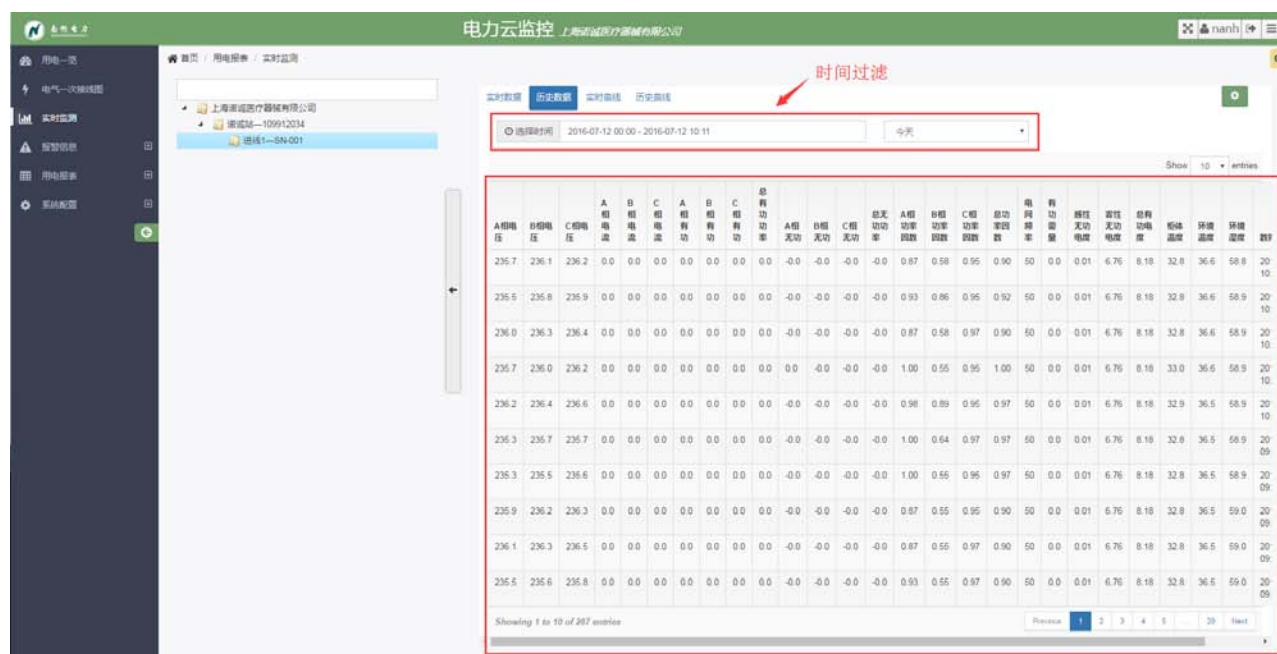 电力云监控 上海诺诚医疗器械有限公司
nanh
用电一览
电气一次接线图
实时监测
报警信息
用电报表
系统配置
首页 / 用电报表 / 实时监测
上海诺诚医疗器械有限公司
诺诚站—109912034
进线1—SN-001
时间过滤
实时数据 历史数据 实时曲线 历史曲线
选择时间 2016-07-12 00:00 - 2016-07-12 10:11 今天
Show 10 entries
A相电压 B相电压 C相电压 A相电流 B相电流 C相电流 A相有功 B相有功 C相有功 总有功功率 A相无功 B相无功 C相无功 总无功功率 A相功率因数 B相功率因数 C相功率因数 总功率因数 电网频率 有功需量 感性无功电度 容性无功电度 总有功电度 柜体温度 环境温度 环境湿度
235.7 236.1 236.2 0.0 0.0 0.0 0.0 0.0 0.0 0.0 -0.0 -0.0 -0.0 -0.0 0.87 0.58 0.95 0.90 50 0.0 0.01 6.76 8.18 32.8 36.6 58.8 20
10:
235.5 235.8 235.9 0.0 0.0 0.0 0.0 0.0 0.0 0.0 -0.0 -0.0 -0.0 -0.0 0.93 0.86 0.95 0.92 50 0.0 0.01 6.76 8.18 32.8 36.6 58.9 20
10:
236.0 236.3 236.4 0.0 0.0 0.0 0.0 0.0 0.0 0.0 -0.0 -0.0 -0.0 -0.0 0.87 0.58 0.97 0.90 50 0.0 0.01 6.76 8.18 32.8 36.6 58.9 20
10:
235.7 236.0 236.2 0.0 0.0 0.0 0.0 0.0 0.0 0.0 0.0 -0.0 -0.0 -0.0 1.00 0.55 0.95 1.00 50 0.0 0.01 6.76 8.18 33.0 36.6 58.9 20
10:
236.2 236.4 236.6 0.0 0.0 0.0 0.0 0.0 0.0 0.0 -0.0 -0.0 -0.0 -0.0 0.98 0.89 0.95 0.97 50 0.0 0.01 6.76 8.18 32.9 36.5 58.9 20
10:
235.3 235.7 235.7 0.0 0.0 0.0 0.0 0.0 0.0 0.0 -0.0 -0.0 -0.0 -0.0 1.00 0.64 0.97 0.97 50 0.0 0.01 6.76 8.18 32.8 36.5 58.9 20
09:
235.3 235.5 235.6 0.0 0.0 0.0 0.0 0.0 0.0 0.0 -0.0 -0.0 -0.0 -0.0 1.00 0.55 0.95 0.97 50 0.0 0.01 6.76 8.18 32.8 36.5 58.9 20
09:
235.9 236.2 236.3 0.0 0.0 0.0 0.0 0.0 0.0 0.0 -0.0 -0.0 -0.0 -0.0 0.87 0.55 0.95 0.90 50 0.0 0.01 6.76 8.18 32.8 36.5 59.0 20
09:
236.1 236.3 236.5 0.0 0.0 0.0 0.0 0.0 0.0 0.0 -0.0 -0.0 -0.0 -0.0 0.87 0.55 0.97 0.90 50 0.0 0.01 6.76 8.18 32.8 36.5 59.0 20
09:
235.5 235.6 235.8 0.0 0.0 0.0 0.0 0.0 0.0 0.0 -0.0 -0.0 -0.0 -0.0 0.93 0.55 0.97 0.90 50 0.0 0.01 6.76 8.18 32.8 36.5 59.0 20
09:
Showing 1 to 10 of 287 entries
Previous 1 2 3 4 5 ... 29 Next